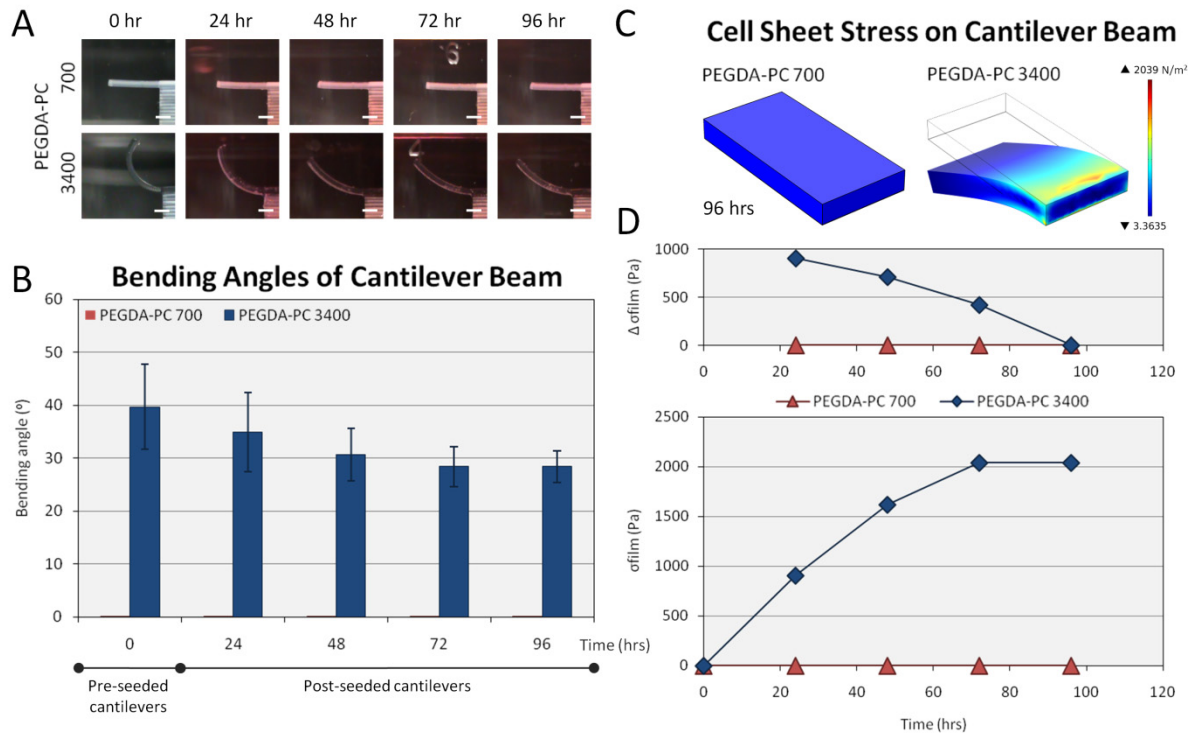 A
0 hr 24 hr 48 hr 72 hr 96 hr
PEGDA-PC
700
3400
B
Bending Angles of Cantilever Beam
PEGDA-PC 700 PEGDA-PC 3400
Bending angle (º)
60
50
40
30
20
10
0
0 24 48 72 96 Time (hrs)
Pre-seeded
cantilevers
Post-seeded cantilevers
C
Cell Sheet Stress on Cantilever Beam
PEGDA-PC 700 PEGDA-PC 3400
▲ 2039 N/m²
96 hrs
▼ 3.3635
D
Δ σfilm (Pa)
1000
500
0
0 20 40 60 80 100 120
PEGDA-PC 700 PEGDA-PC 3400
σfilm (Pa)
2500
2000
1500
1000
500
0
0 20 40 60 80 100 120
Time (hrs)